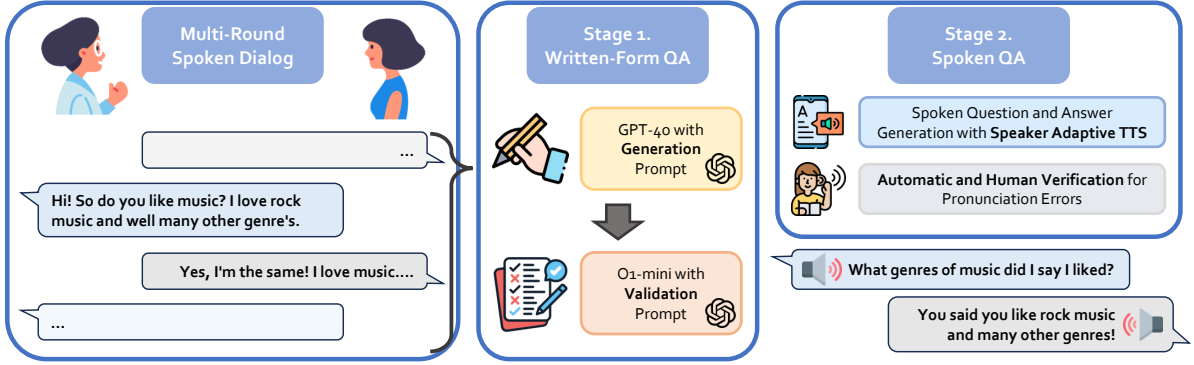 Multi-Round
Spoken Dialog
...
Hi! So do you like music? I love rock
music and well many other genre's.
Yes, I'm the same! I love music....
...
Stage 1.
Written-Form QA
GPT-4o with
Generation
Prompt
O1-mini with
Validation
Prompt
Stage 2.
Spoken QA
A
Spoken Question and Answer
Generation with Speaker Adaptive TTS
Automatic and Human Verification for
Pronunciation Errors
What genres of music did I say I liked?
You said you like rock music
and many other genres!